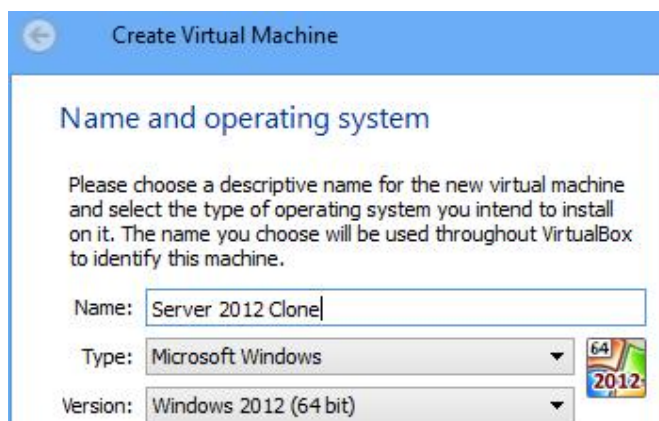 Create Virtual Machine
Name and operating system
Please choose a descriptive name for the new virtual machine
and select the type of operating system you intend to install
on it. The name you choose will be used throughout VirtualBox
to identify this machine.
Name: Server 2012 Clone
Type: Microsoft Windows
64
2012
Version: Windows 2012 (64 bit)